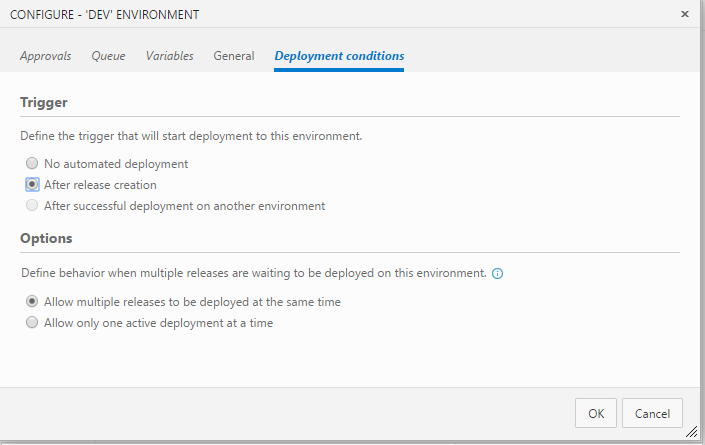 CONFIGURE - 'DEV' ENVIRONMENT
Approvals Queue Variables General Deployment conditions
Trigger
Define the trigger that will start deployment to this environment.
No automated deployment
After release creation
After successful deployment on another environment
Options
Define behavior when multiple releases are waiting to be deployed on this environment.
Allow multiple releases to be deployed at the same time
Allow only one active deployment at a time
OK Cancel